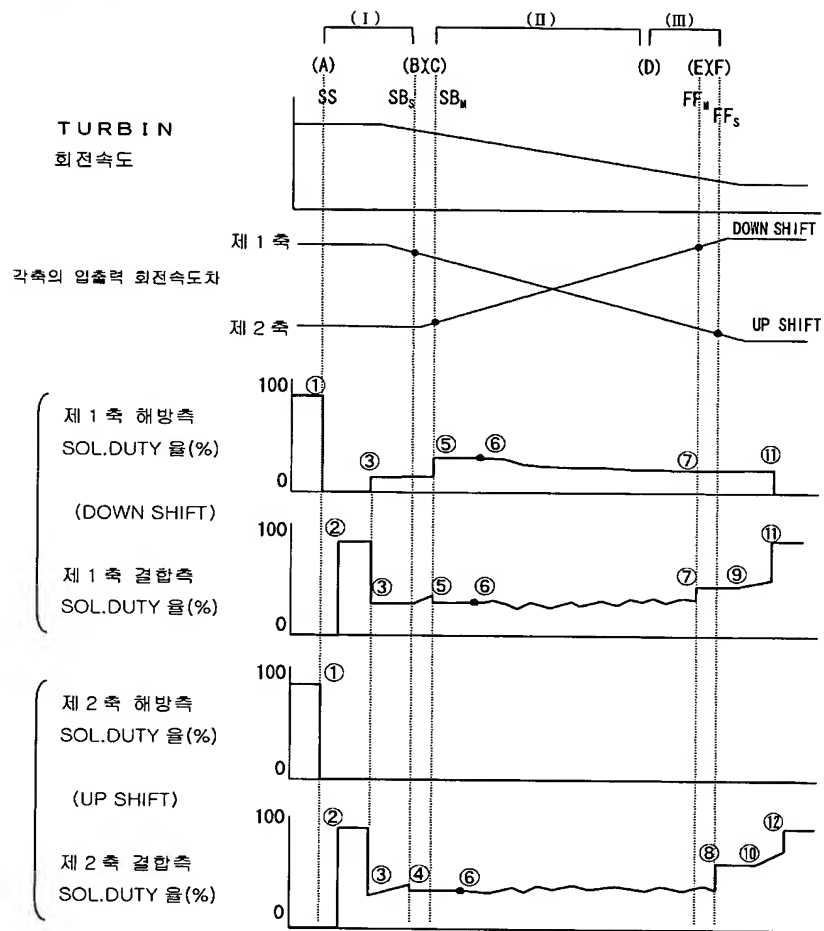 (Ⅰ) (Ⅱ) (Ⅲ)
(A) (B)(C) (D) (E)(F)
SS SBs SBM FFM FFs
TURBIN
회전속도
DOWN SHIFT
제 1 축
각축의 입출력 회전속도차
제 2 축
UP SHIFT
100 ①
제 1 축 해방측
SOL.DUTY 율(%)
③ ⑤ ⑥ ⑦ ⑪
0
(DOWN SHIFT)
100 ② ⑪
제 1 축 결합측
SOL.DUTY 율(%)
③ ⑤ ⑥ ⑦ ⑨
0
100 ①
제 2 축 해방측
SOL.DUTY 율(%)
0
(UP SHIFT)
100 ② ⑫
제 2 축 결합측
SOL.DUTY 율(%)
③ ④ ⑥ ⑧ ⑩
0